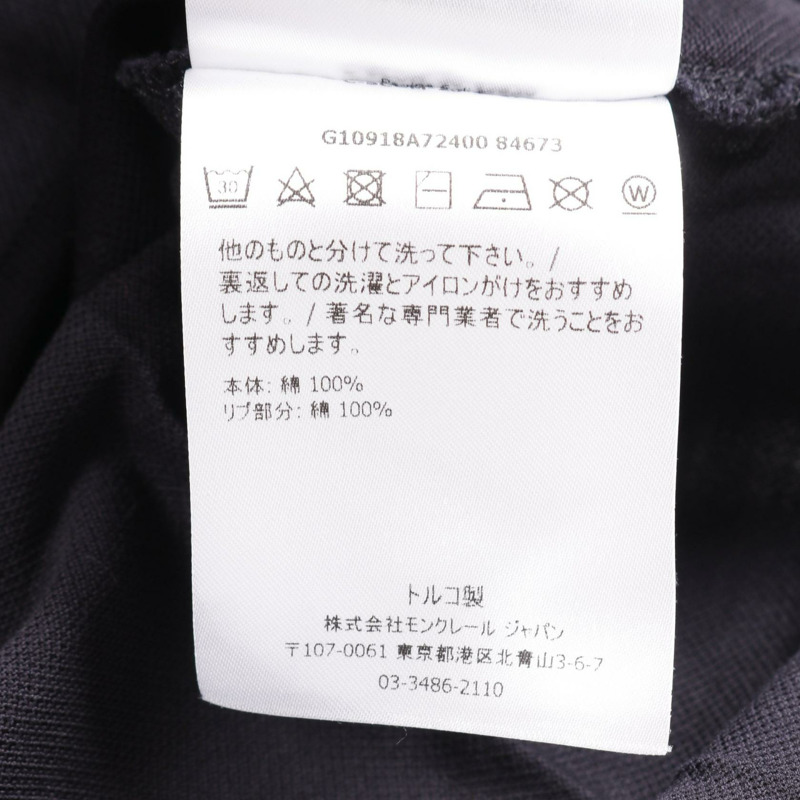 G10918A72400 84673
30
W
他のものと分けて洗って下さい。/
裏返しての洗濯とアイロンがけをおすすめ
します。/ 著名な専門業者で洗うことをお
すすめします。
本体: 綿 100%
リブ部分: 綿 100%
トルコ製
株式会社モンクレール ジャパン
〒107-0061 東京都港区北青山3-6-7
03-3486-2110